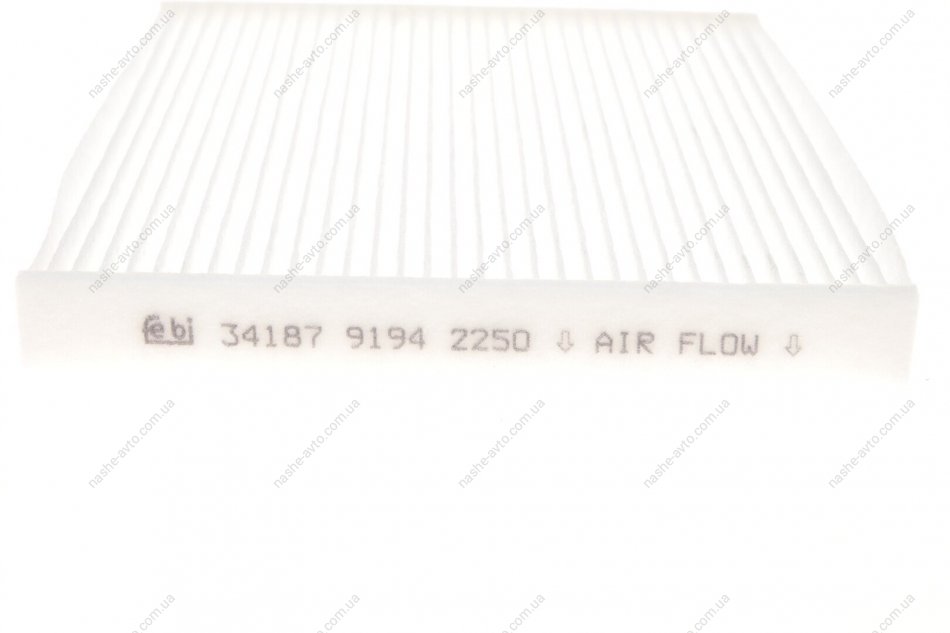 febi 34187 9194 2250 ⇩ AIR FLOW ⇩
nashe-avto.com.ua